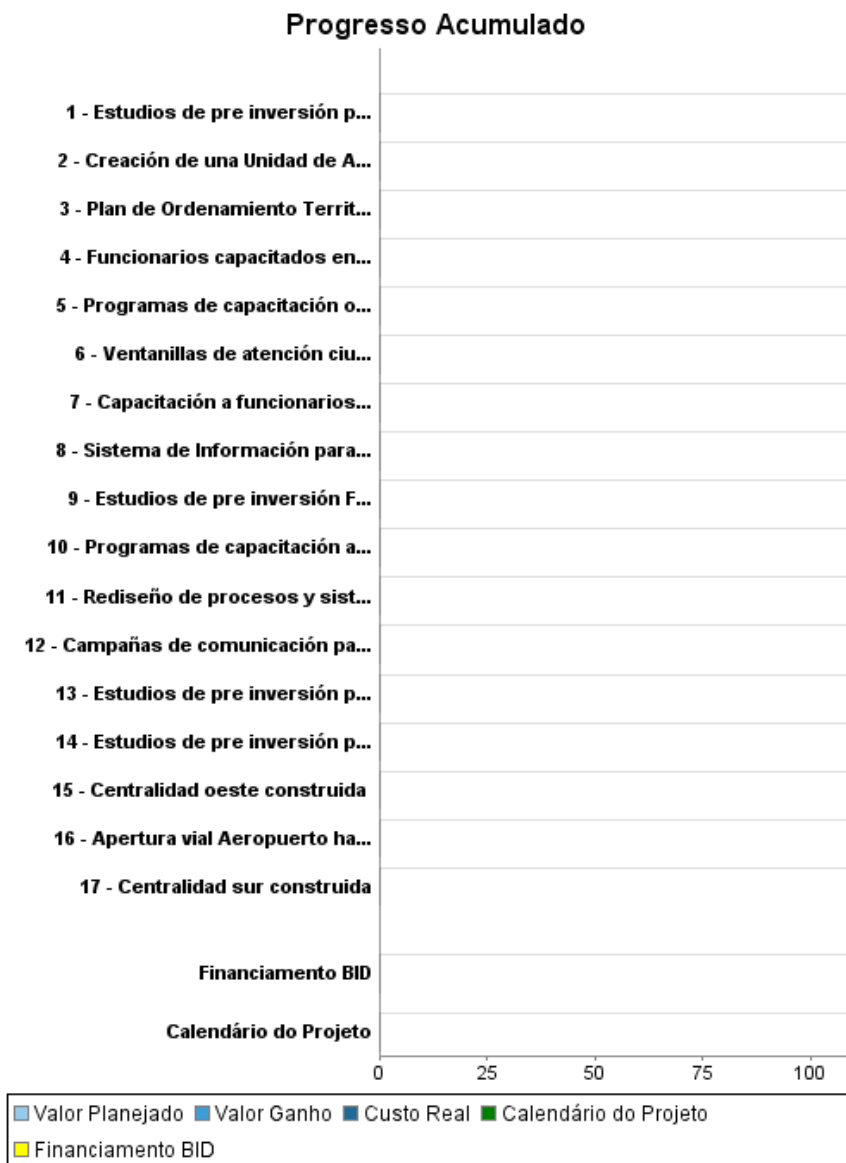 Progresso Acumulado
1 - Estudios de pre inversión p...
2 - Creación de una Unidad de A...
3 - Plan de Ordenamiento Territ...
4 - Funcionarios capacitados en...
5 - Programas de capacitación o...
6 - Ventanillas de atención ciu...
7 - Capacitación a funcionarios...
8 - Sistema de Información para...
9 - Estudios de pre inversión F...
10 - Programas de capacitación a...
11 - Rediseño de procesos y sist...
12 - Campañas de comunicación pa...
13 - Estudios de pre inversión p...
14 - Estudios de pre inversión p...
15 - Centralidad oeste construida
16 - Apertura vial Aeropuerto ha...
17 - Centralidad sur construida
Financiamento BID
Calendário do Projeto
0 25 50 75 100
Valor Planejado Valor Ganho Custo Real Calendário do Projeto
Financiamento BID